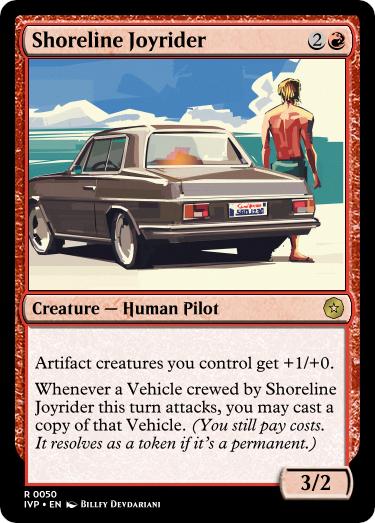 Shoreline Joyrider 2
Creature — Human Pilot
Artifact creatures you control get +1/+0.
Whenever a Vehicle crewed by Shoreline
Joyrider this turn attacks, you may cast a
copy of that Vehicle. (You still pay costs.
It resolves as a token if it's a permanent.)
3/2
R 0050
IVP • EN Billfy Devdariani